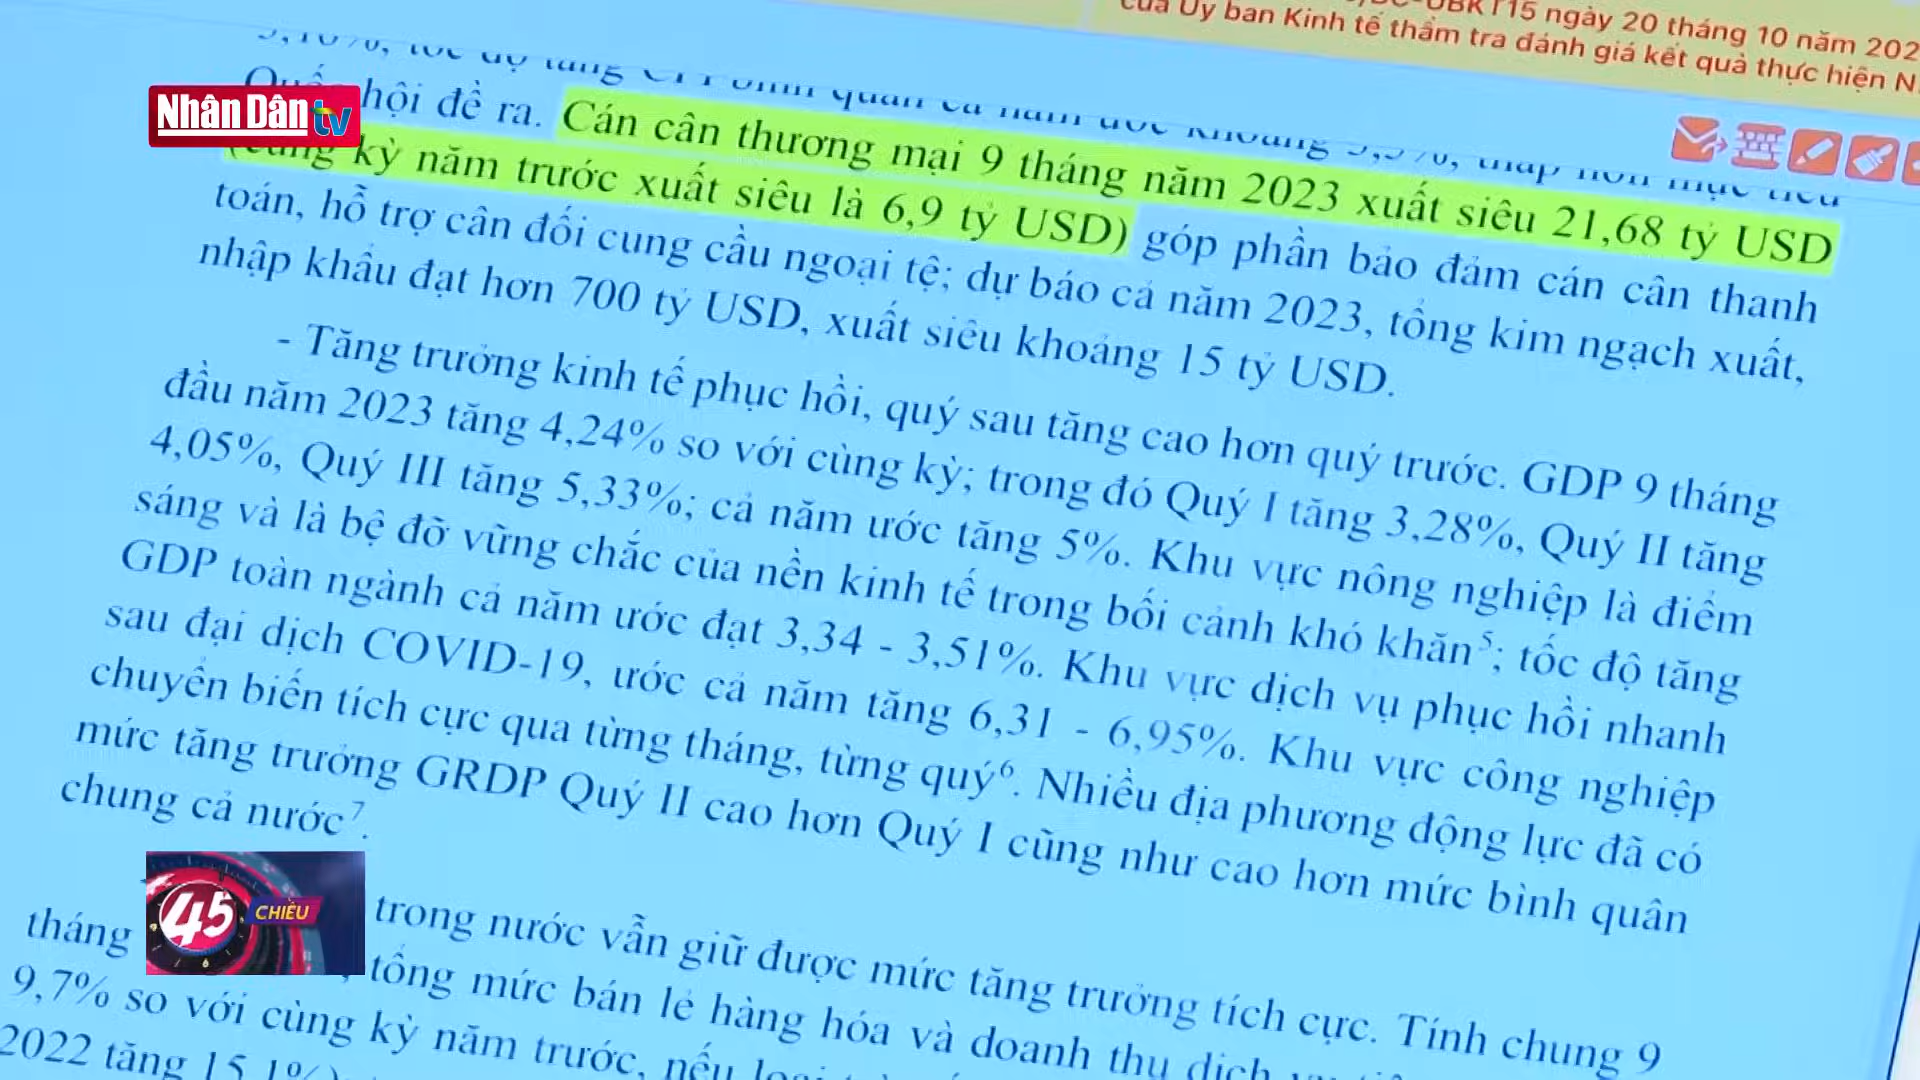 ngày 20 tháng 10 năm 202
của Ủy ban Kinh tế thẩm tra đánh giá kết quả thực hiện N
hội đề ra. Cán cân thương mại 9 tháng năm 2023 xuất siêu 21,68 tỷ USD
(cùng kỳ năm trước xuất siêu là 6,9 tỷ USD) góp phần bảo đảm cán cân thanh
toán, hỗ trợ cân đối cung cầu ngoại tệ; dự báo cả năm 2023, tổng kim ngạch xuất,
nhập khẩu đạt hơn 700 tỷ USD, xuất siêu khoảng 15 tỷ USD.
- Tăng trưởng kinh tế phục hồi, quý sau tăng cao hơn quý trước. GDP 9 tháng
đầu năm 2023 tăng 4,24% so với cùng kỳ; trong đó Quý I tăng 3,28%, Quý II tăng
4,05%, Quý III tăng 5,33%; cả năm ước tăng 5%. Khu vực nông nghiệp là điểm
sáng và là bệ đỡ vững chắc của nền kinh tế trong bối cảnh khó khăn⁵; tốc độ tăng
GDP toàn ngành cả năm ước đạt 3,34 - 3,51%. Khu vực dịch vụ phục hồi nhanh
sau đại dịch COVID-19, ước cả năm tăng 6,31 - 6,95%. Khu vực công nghiệp
chuyển biến tích cực qua từng tháng, từng quý⁶. Nhiều địa phương động lực đã có
mức tăng trưởng GRDP Quý II cao hơn Quý I cũng như cao hơn mức bình quân
chung cả nước⁷.
trong nước vẫn giữ được mức tăng trưởng tích cực. Tính chung 9
tháng tổng mức bán lẻ hàng hóa và doanh thu dịch
9,7% so với cùng kỳ năm trước, nếu
2022 tăng 15,1%
Nhân Dân tv
45 CHIỀU